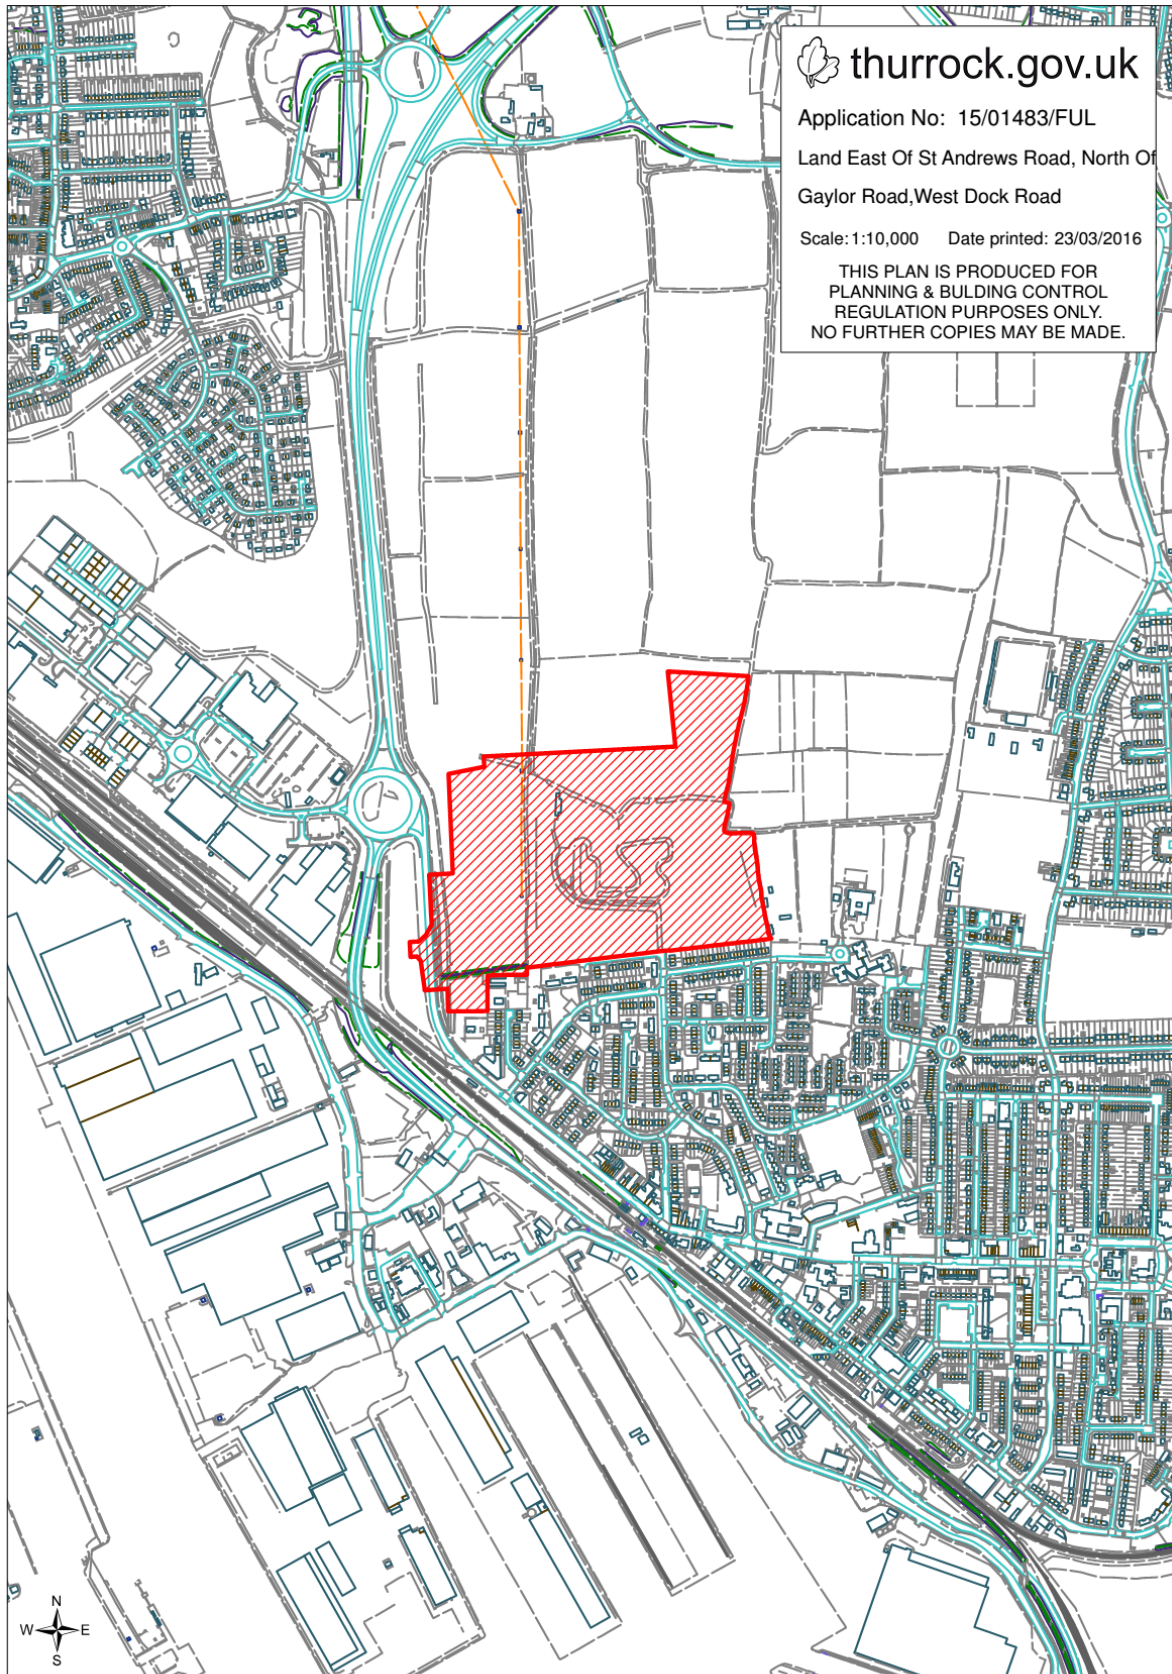 thurrock.gov.uk
Application No: 15/01483/FUL
Land East Of St Andrews Road, North Of
Gaylor Road,West Dock Road
Scale:1:10,000 Date printed: 23/03/2016
THIS PLAN IS PRODUCED FOR
PLANNING & BULDING CONTROL
REGULATION PURPOSES ONLY.
NO FURTHER COPIES MAY BE MADE.
N
W E
S